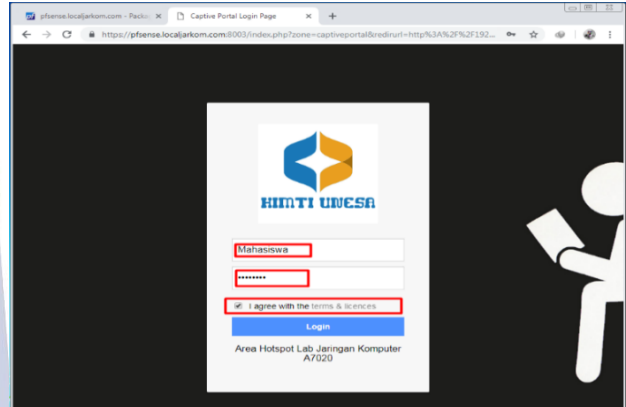 pfsense.localjarkom.com - Packa
Captive Portal Login Page
https://pfsense.localjarkom.com:8003/index.php?zone=captiveportal&redirurl=http%3A%2F%2F192...
HIMTI UNESA
Mahasiswa
••••••••
I agree with the terms & licences
Login
Area Hotspot Lab Jaringan Komputer
A7020